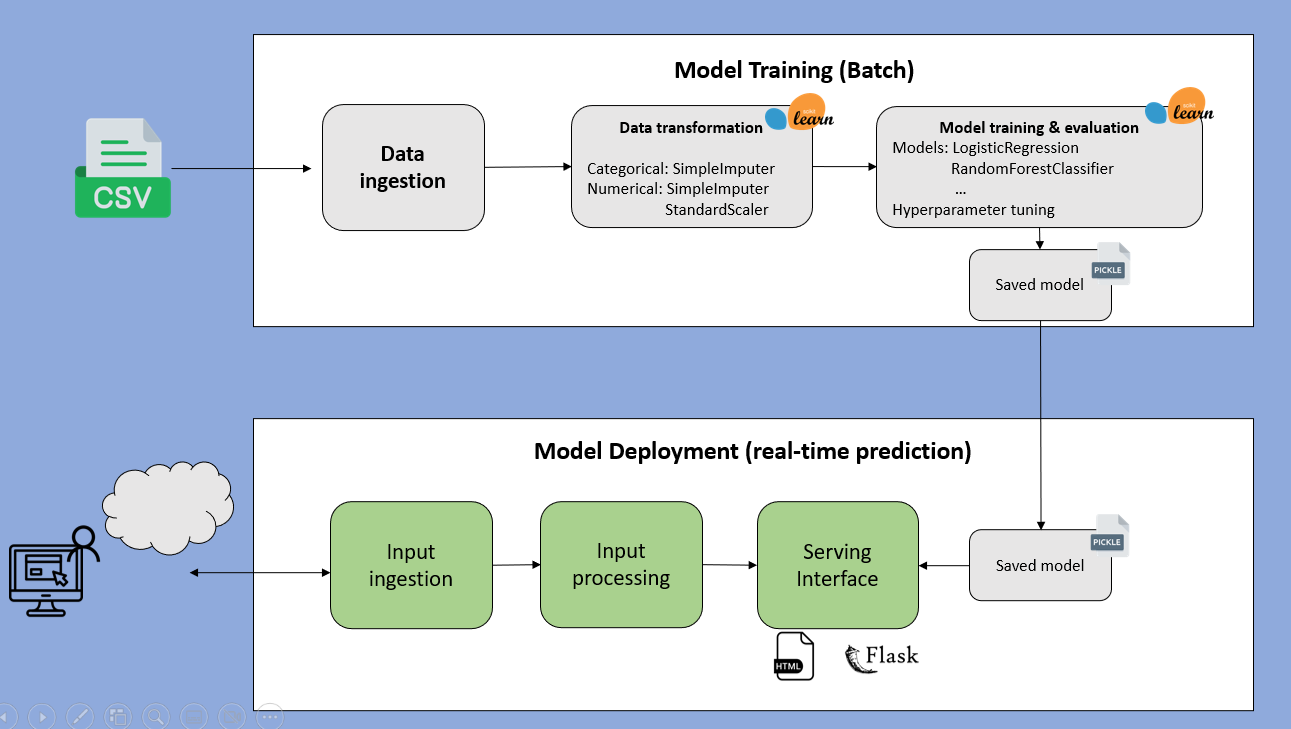 Model Training (Batch)
CSV
Data
ingestion
Data transformation
scikit
learn
Categorical: SimpleImputer
Numerical: SimpleImputer
StandardScaler
Model training & evaluation
scikit
learn
Models: LogisticRegression
RandomForestClassifier
...
Hyperparameter tuning
Saved model
PICKLE
Model Deployment (real-time prediction)
Input
ingestion
Input
processing
Serving
Interface
Saved model
PICKLE
HTML
Flask